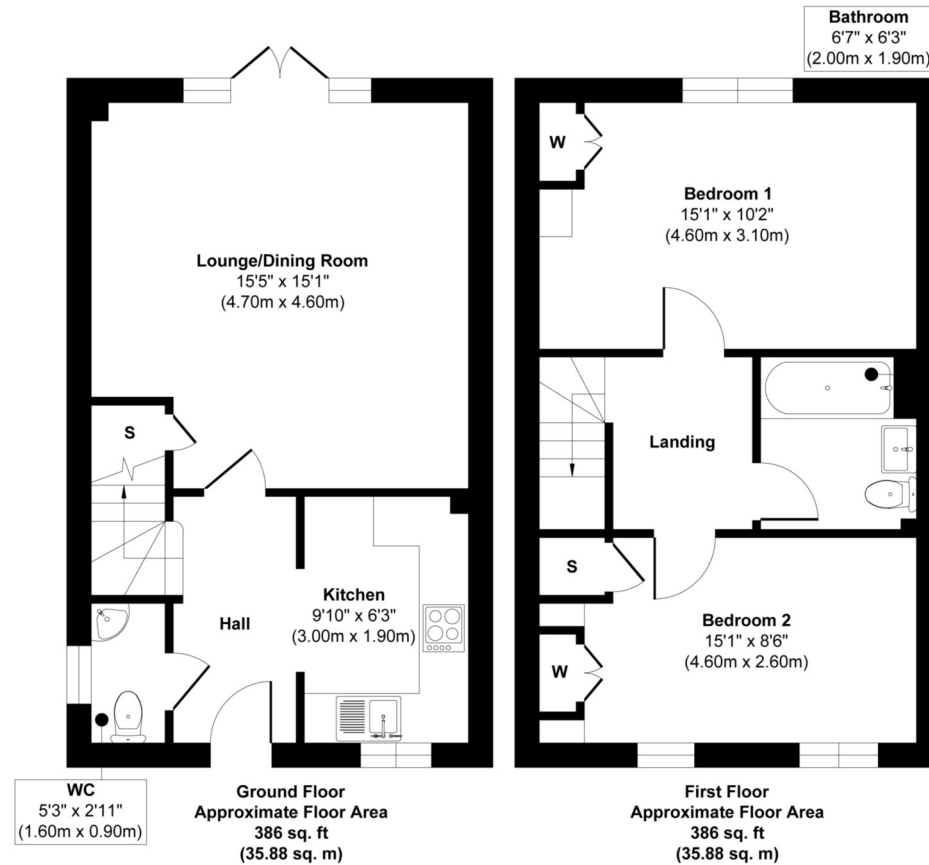 Bathroom
6'7" x 6'3"
(2.00m x 1.90m)
W
Bedroom 1
15'1" x 10'2"
(4.60m x 3.10m)
Lounge/Dining Room
15'5" x 15'1"
(4.70m x 4.60m)
S
Landing
S
Kitchen
9'10" x 6'3"
(3.00m x 1.90m)
Hall
Bedroom 2
15'1" x 8'6"
(4.60m x 2.60m)
W
WC
5'3" x 2'11"
(1.60m x 0.90m)
Ground Floor
Approximate Floor Area
386 sq. ft
(35.88 sq. m)
First Floor
Approximate Floor Area
386 sq. ft
(35.88 sq. m)